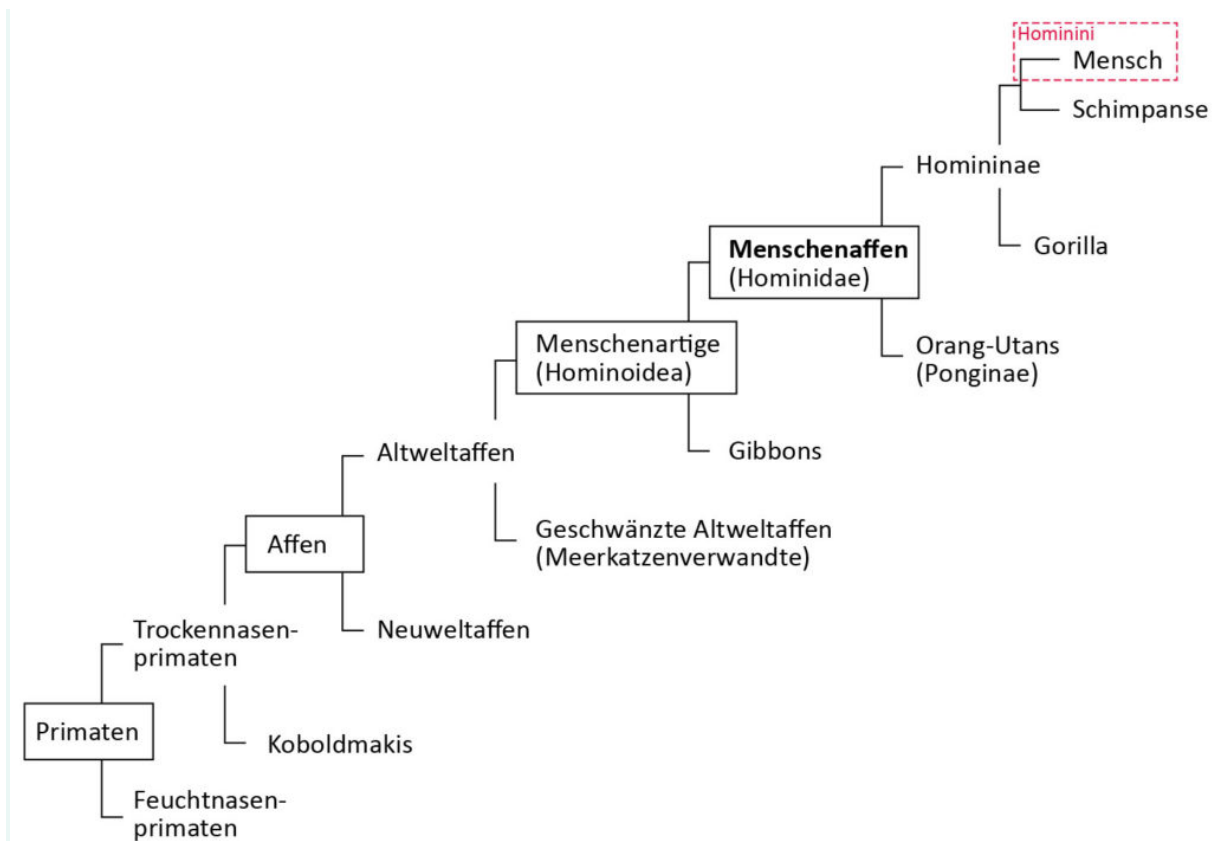 Hominini
Mensch
Schimpanse
Homininae
Gorilla
Menschenaffen
(Hominidae)
Orang-Utans
(Ponginae)
Menschenartige
(Hominoidea)
Gibbons
Altweltaffen
Geschwänzte Altweltaffen
(Meerkatzenverwandte)
Affen
Neuweltaffen
Trockennasen-
primaten
Primaten
Koboldmakis
Feuchtnasen-
primaten